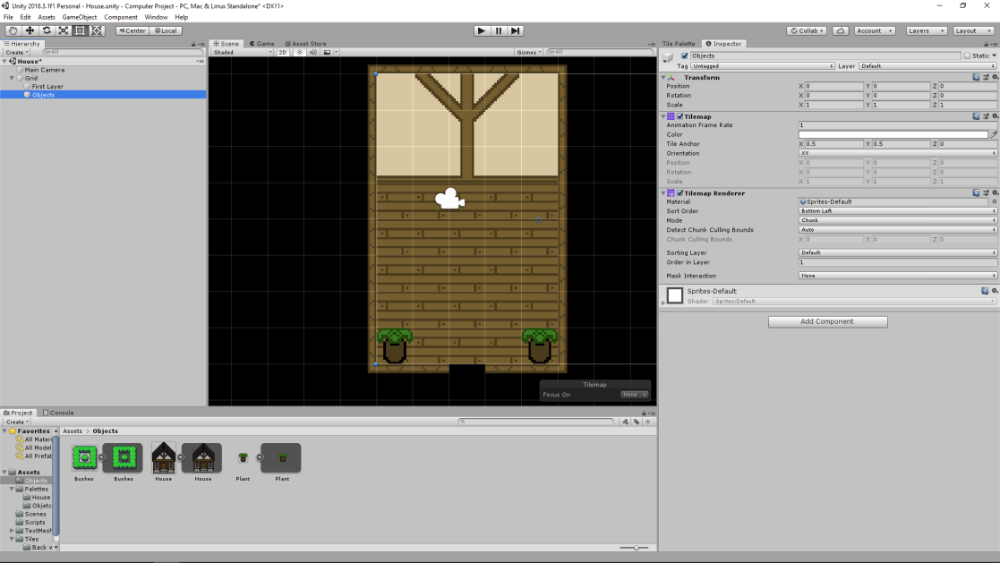 Unity 2018.3.1f1 Personal - House.unity - Computer Project - PC, Mac & Linux Standalone* <DX11>
File Edit Assets GameObject Component Window Help
Center Local Collab Account Layers Layout
Hierarchy Scene Game Asset Store Tile Palette Inspector
Create All Shaded 2D Gizmos All
House*
Main Camera
Grid
First Layer
Objects
Objects Static
Tag Untagged Layer Default
Transform
Position X 0 Y 0 Z 0
Rotation X 0 Y 0 Z 0
Scale X 1 Y 1 Z 1
Tilemap
Animation Frame Rate 1
Color
Tile Anchor X 0.5 Y 0.5 Z 0
Orientation XY
Position X 0 Y 0 Z 0
Rotation X 0 Y 0 Z 0
Scale X 1 Y 1 Z 1
Tilemap Renderer
Material Sprites-Default
Sort Order Bottom Left
Mode Chunk
Detect Chunk Culling Bounds Auto
Chunk Culling Bounds X 0 Y 0 Z 0
Sorting Layer Default
Order in Layer 1
Mask Interaction None
Sprites-Default
Shader Sprites/Default
Add Component
Tilemap
Focus On None
Project Console
Create
Favorites
All Mater
All Model
All Prefab
Assets
Objects
Palettes
House
Objetc
Scenes
Scripts
TextMesh
Tiles
Back w
Assets > Objects
Bushes Bushes House House Plant Plant